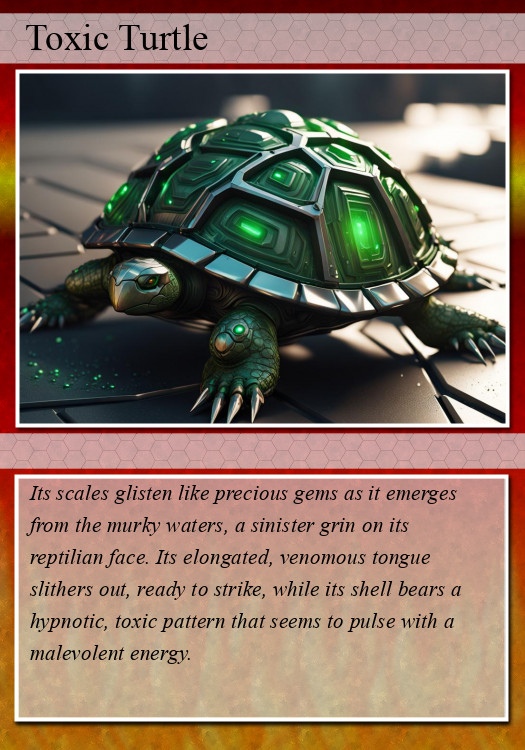 Toxic Turtle
Its scales glisten like precious gems as it emerges
from the murky waters, a sinister grin on its
reptilian face. Its elongated, venomous tongue
slithers out, ready to strike, while its shell bears a
hypnotic, toxic pattern that seems to pulse with a
malevolent energy.